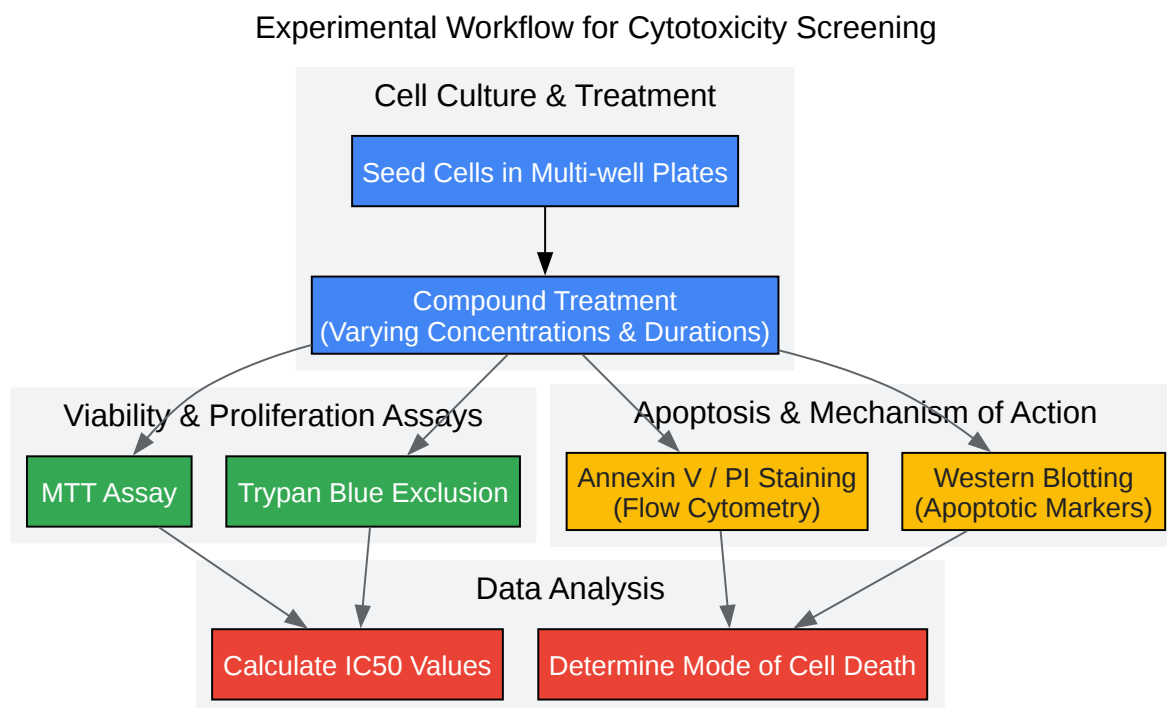 Experimental Workflow for Cytotoxicity Screening
Cell Culture & Treatment
Seed Cells in Multi-well Plates
Compound Treatment
(Varying Concentrations & Durations)
Viability & Proliferation Assays
Apoptosis & Mechanism of Action
MTT Assay
Trypan Blue Exclusion
Annexin V / PI Staining
(Flow Cytometry)
Western Blotting
(Apoptotic Markers)
Data Analysis
Calculate IC50 Values
Determine Mode of Cell Death